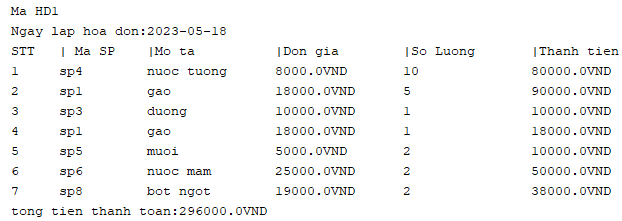 Ma HD1
Ngay lap hoa don:2023-05-18
STT | Ma SP |Mo ta |Don gia |So Luong |Thanh tien
1 sp4 nuoc tuong 8000.0VND 10 80000.0VND
2 sp1 gao 18000.0VND 5 90000.0VND
3 sp3 duong 10000.0VND 1 10000.0VND
4 sp1 gao 18000.0VND 1 18000.0VND
5 sp5 muoi 5000.0VND 2 10000.0VND
6 sp6 nuoc mam 25000.0VND 2 50000.0VND
7 sp8 bot ngot 19000.0VND 2 38000.0VND
tong tien thanh toan:296000.0VND